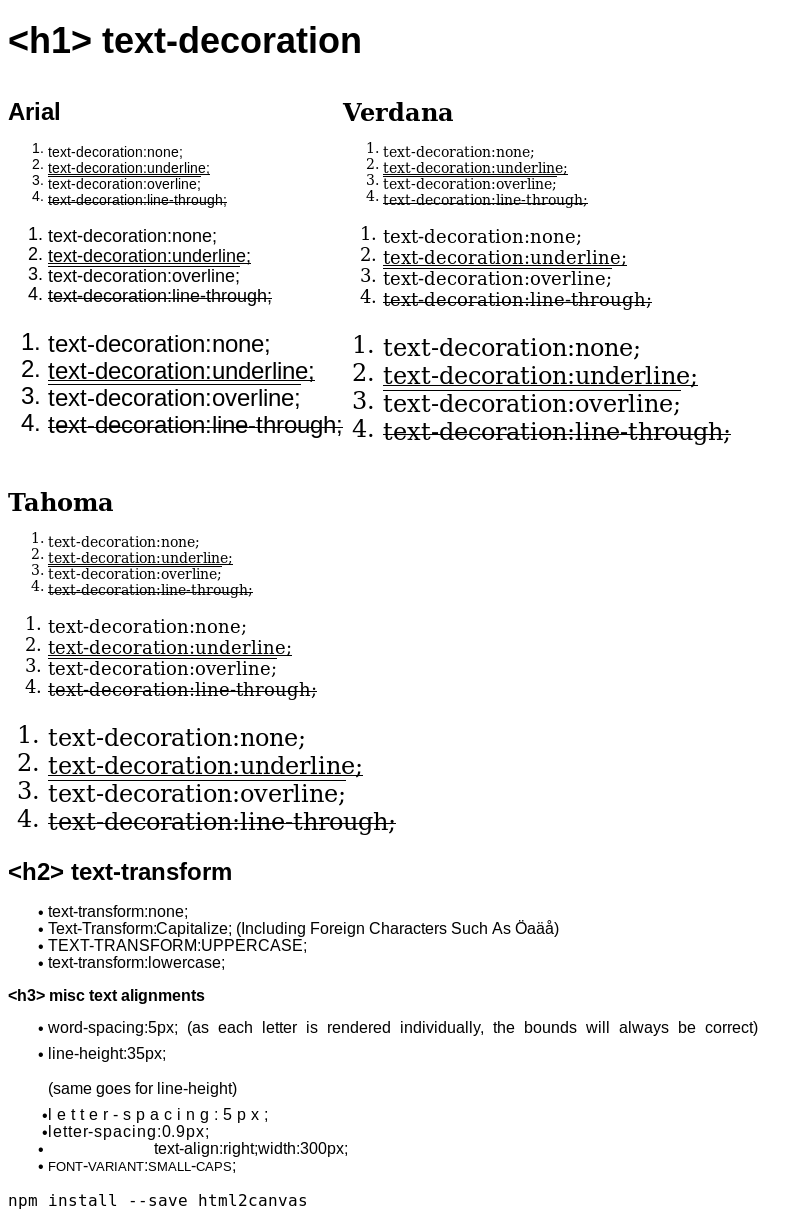 <h1> text-decoration
Arial
1. text-decoration:none;
2. text-decoration:underline;
3. text-decoration:overline;
4. text-decoration:line-through;
1. text-decoration:none;
2. text-decoration:underline;
3. text-decoration:overline;
4. text-decoration:line-through;
1. text-decoration:none;
2. text-decoration:underline;
3. text-decoration:overline;
4. text-decoration:line-through;
Verdana
1. text-decoration:none;
2. text-decoration:underline;
3. text-decoration:overline;
4. text-decoration:line-through;
1. text-decoration:none;
2. text-decoration:underline;
3. text-decoration:overline;
4. text-decoration:line-through;
1. text-decoration:none;
2. text-decoration:underline;
3. text-decoration:overline;
4. text-decoration:line-through;
Tahoma
1. text-decoration:none;
2. text-decoration:underline;
3. text-decoration:overline;
4. text-decoration:line-through;
1. text-decoration:none;
2. text-decoration:underline;
3. text-decoration:overline;
4. text-decoration:line-through;
1. text-decoration:none;
2. text-decoration:underline;
3. text-decoration:overline;
4. text-decoration:line-through;
<h2> text-transform
• text-transform:none;
• Text-Transform:Capitalize; (Including Foreign Characters Such As Öaäå)
• TEXT-TRANSFORM:UPPERCASE;
• text-transform:lowercase;
<h3> misc text alignments
• word-spacing:5px; (as each letter is rendered individually, the bounds will always be correct)
• line-height:35px;
(same goes for line-height)
• letter-spacing:5px;
• letter-spacing:0.9px;
• text-align:right;width:300px;
• FONT-VARIANT:SMALL-CAPS;
npm install --save html2canvas